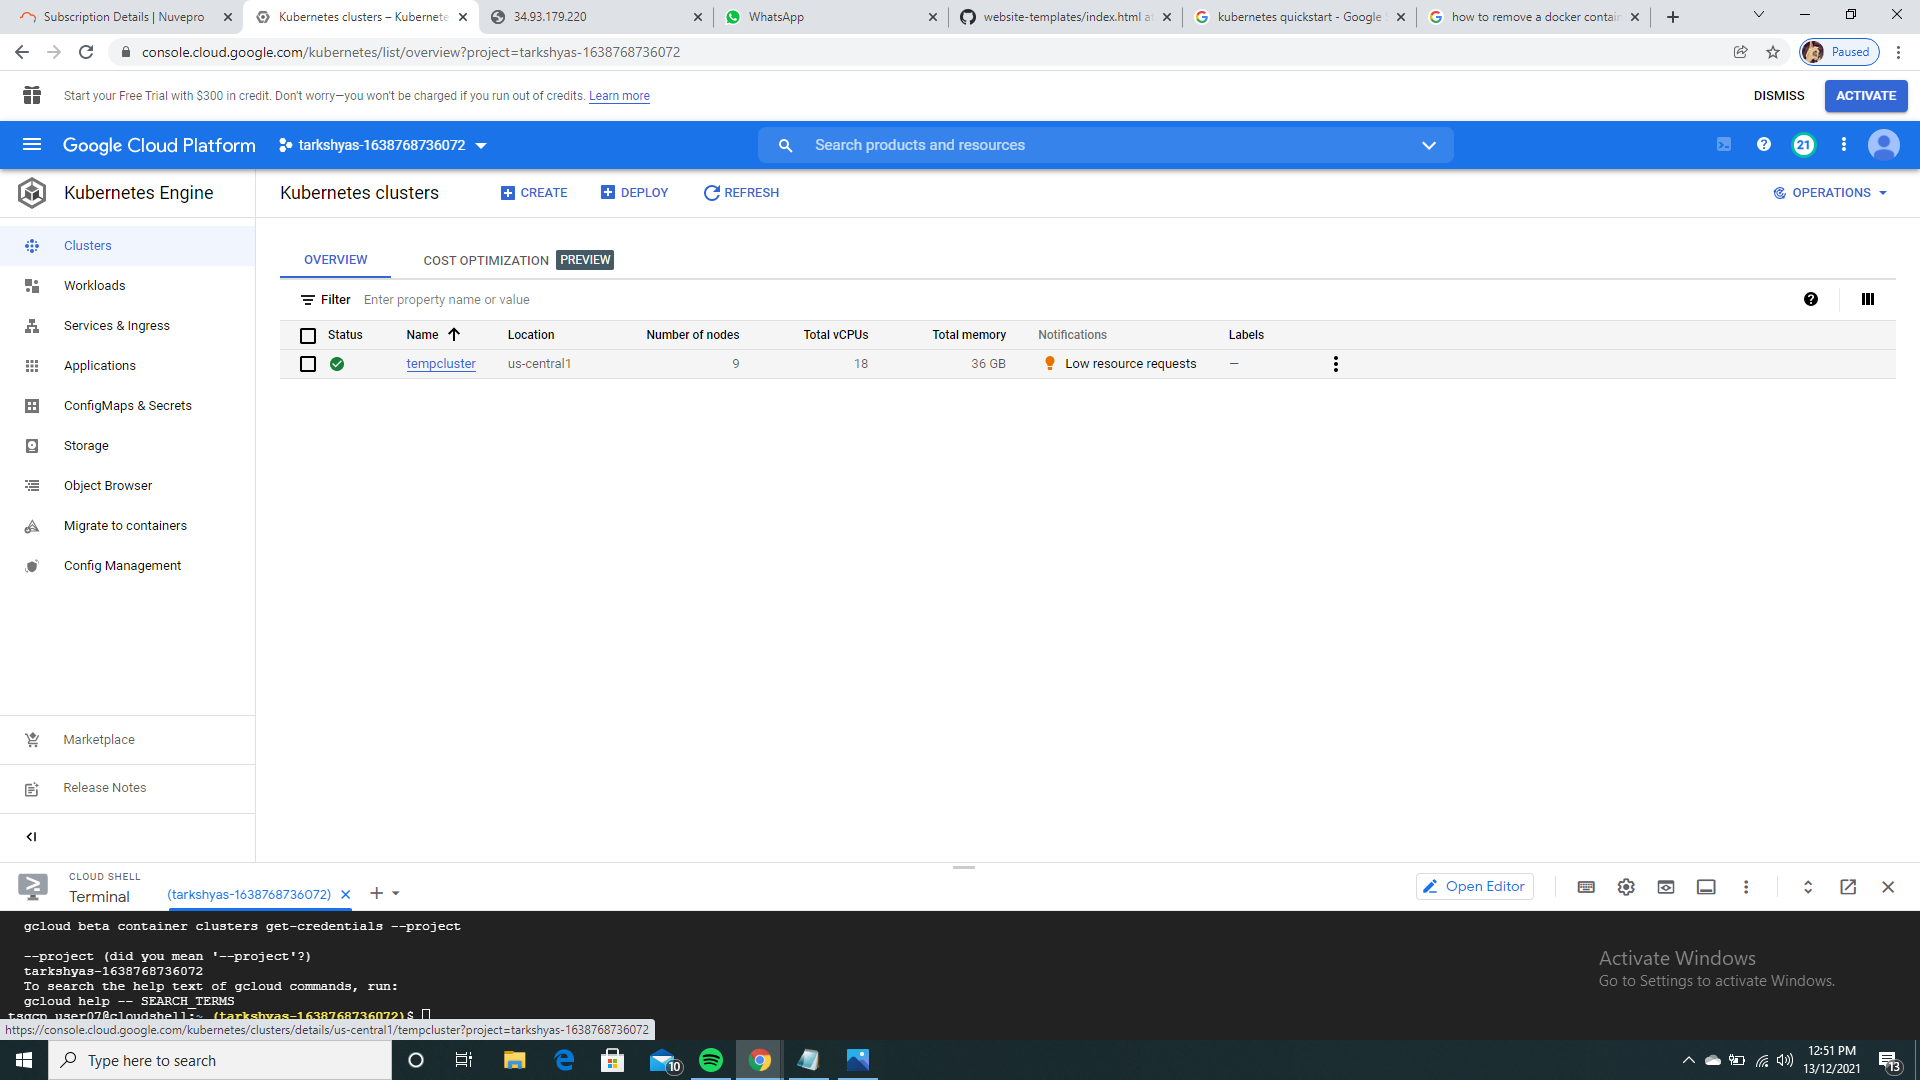 Subscription Details | Nuvepro
Kubernetes clusters – Kubernete
34.93.179.220
WhatsApp
website-templates/index.html at
kubernetes quickstart - Google S
how to remove a docker contain
console.cloud.google.com/kubernetes/list/overview?project=tarkshyas-1638768736072
Paused
Start your Free Trial with $300 in credit. Don't worry—you won't be charged if you run out of credits. Learn more
DISMISS
ACTIVATE
Google Cloud Platform
tarkshyas-1638768736072
Search products and resources
21
Kubernetes Engine
Kubernetes clusters
CREATE
DEPLOY
REFRESH
OPERATIONS
Clusters
Workloads
Services & Ingress
Applications
ConfigMaps & Secrets
Storage
Object Browser
Migrate to containers
Config Management
Marketplace
Release Notes
OVERVIEW
COST OPTIMIZATION PREVIEW
Filter Enter property name or value
Status Name Location Number of nodes Total vCPUs Total memory Notifications Labels
tempcluster us-central1 9 18 36 GB Low resource requests —
CLOUD SHELL
Terminal
(tarkshyas-1638768736072)
Open Editor
gcloud beta container clusters get-credentials --project
--project (did you mean '--project'?)
tarkshyas-1638768736072
To search the help text of gcloud commands, run:
gcloud help -- SEARCH_TERMS
tsgcp_user07@cloudshell:~ (tarkshyas-1638768736072)$
Activate Windows
Go to Settings to activate Windows.
https://console.cloud.google.com/kubernetes/clusters/details/us-central1/tempcluster?project=tarkshyas-1638768736072
Type here to search
10
12:51 PM
13/12/2021
13